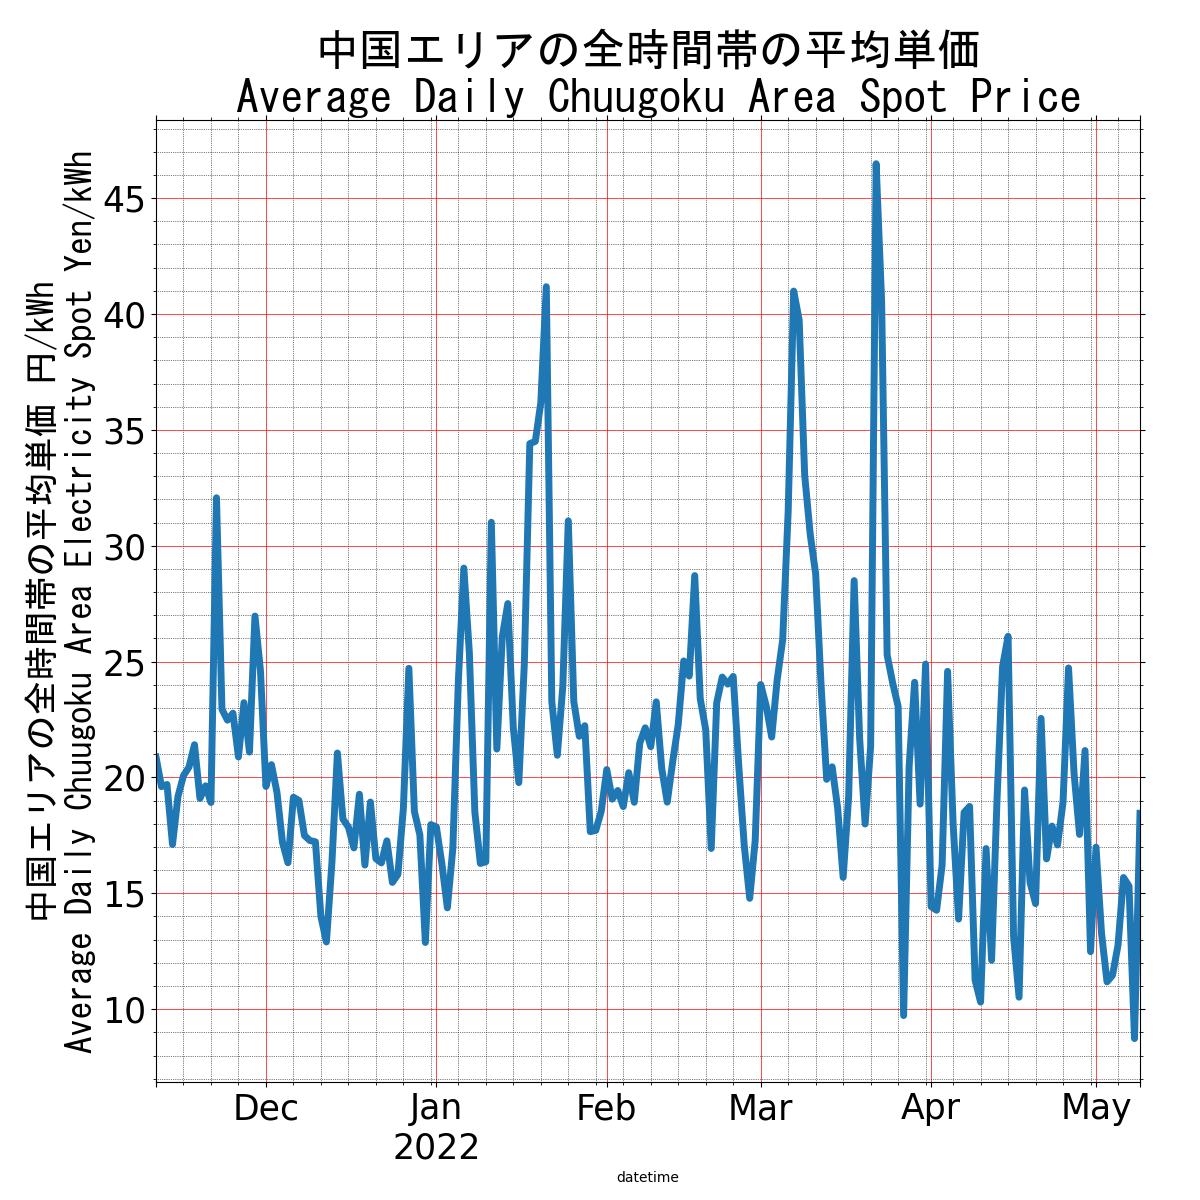 中国エリアの全時間帯の平均単価
Average Daily Chuugoku Area Spot Price
中国エリアの全時間帯の平均単価 円/kWh
Average Daily Chuugoku Area Electricity Spot Yen/kWh
45
40
35
30
25
20
15
10
Dec
Jan
2022
Feb
Mar
Apr
May
datetime